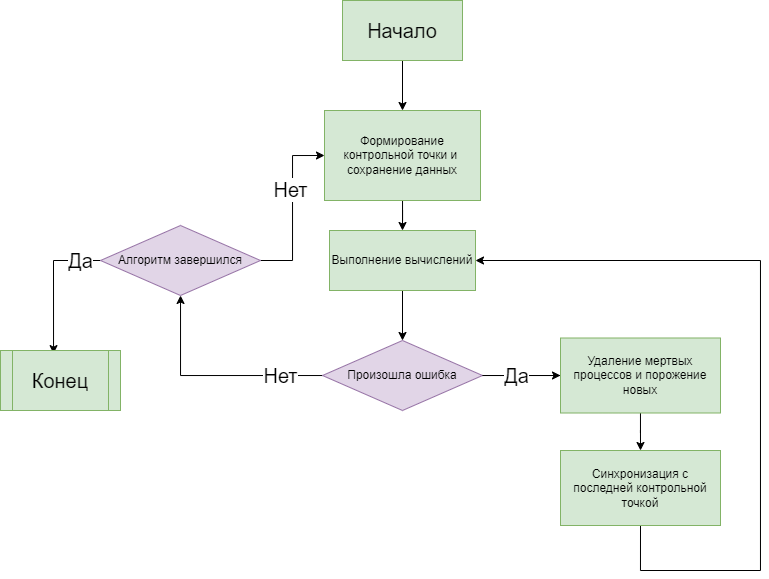 Начало
Формирование
контрольной точки и
сохранение данных
Нет
Да
Алгоритм завершился
Выполнение вычислений
Конец
Нет
Произошла ошибка
Да
Удаление мертвых
процессов и порожение
новых
Синхронизация с
последней контрольной
точкой